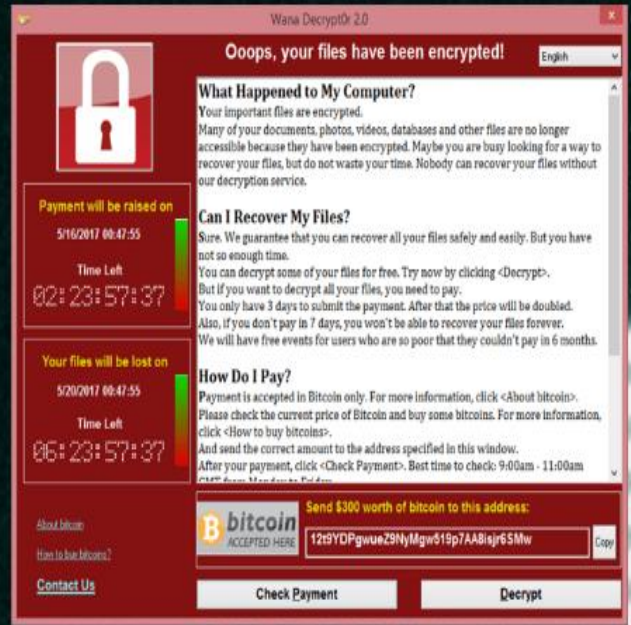 Wana Decrypt0r 2.0
Ooops, your files have been encrypted!
English
What Happened to My Computer?
Your important files are encrypted.
Many of your documents, photos, videos, databases and other files are no longer
accessible because they have been encrypted. Maybe you are busy looking for a way to
recover your files, but do not waste your time. Nobody can recover your files without
our decryption service.
Can I Recover My Files?
Sure. We guarantee that you can recover all your files safely and easily. But you have
not so enough time.
You can decrypt some of your files for free. Try now by clicking <Decrypt>.
But if you want to decrypt all your files, you need to pay.
You only have 3 days to submit the payment. After that the price will be doubled.
Also, if you don't pay in 7 days, you won't be able to recover your files forever.
We will have free events for users who are so poor that they couldn't pay in 6 months.
How Do I Pay?
Payment is accepted in Bitcoin only. For more information, click <About bitcoin>.
Please check the current price of Bitcoin and buy some bitcoins. For more information,
click <How to buy bitcoins>.
And send the correct amount to the address specified in this window.
After your payment, click <Check Payment>. Best time to check: 9:00am - 11:00am
GMT from Monday to Friday.
Payment will be raised on
5/16/2017 00:47:55
Time Left
02:23:57:37
Your files will be lost on
5/20/2017 00:47:55
Time Left
06:23:57:37
About bitcoin
How to buy bitcoins?
Contact Us
bitcoin
ACCEPTED HERE
Send $300 worth of bitcoin to this address:
12t9YDPgwueZ9NyMgw519p7AA8isjr6SMw
Copy
Check Payment
Decrypt